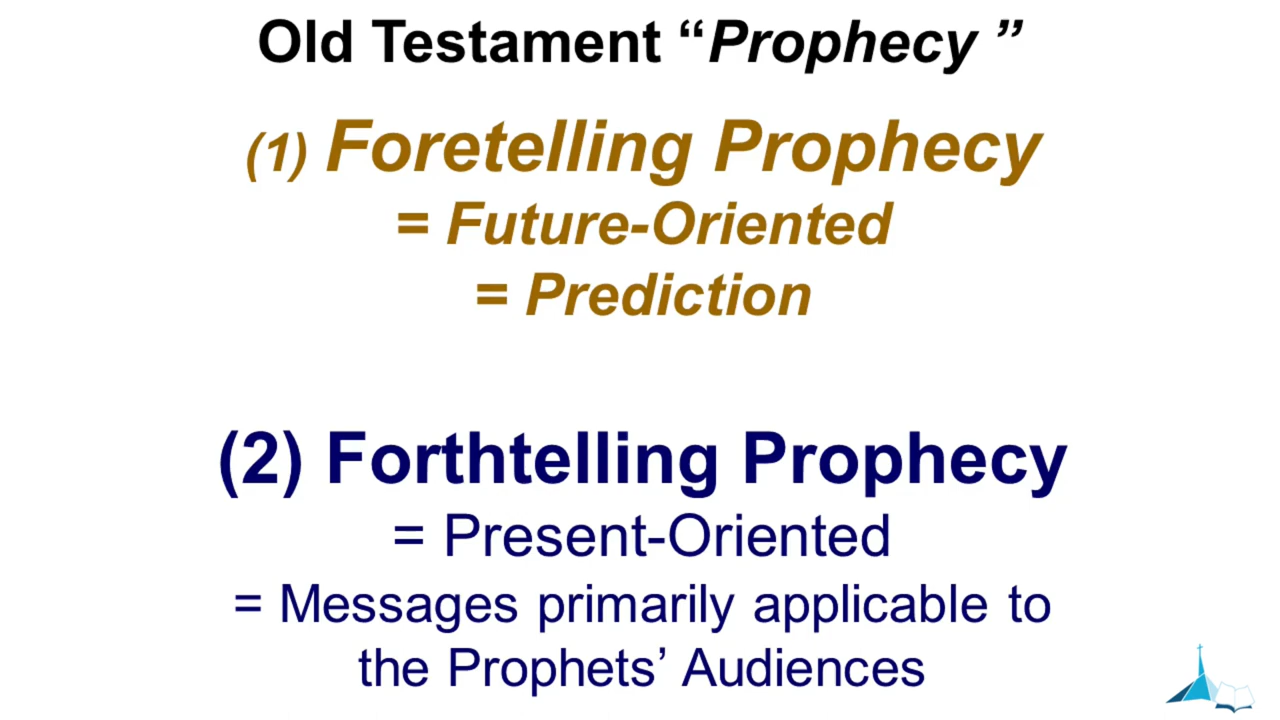 Old Testament “Prophecy ”
(1) Foretelling Prophecy
= Future-Oriented
= Prediction
(2) Forthtelling Prophecy
= Present-Oriented
= Messages primarily applicable to
the Prophets’ Audiences